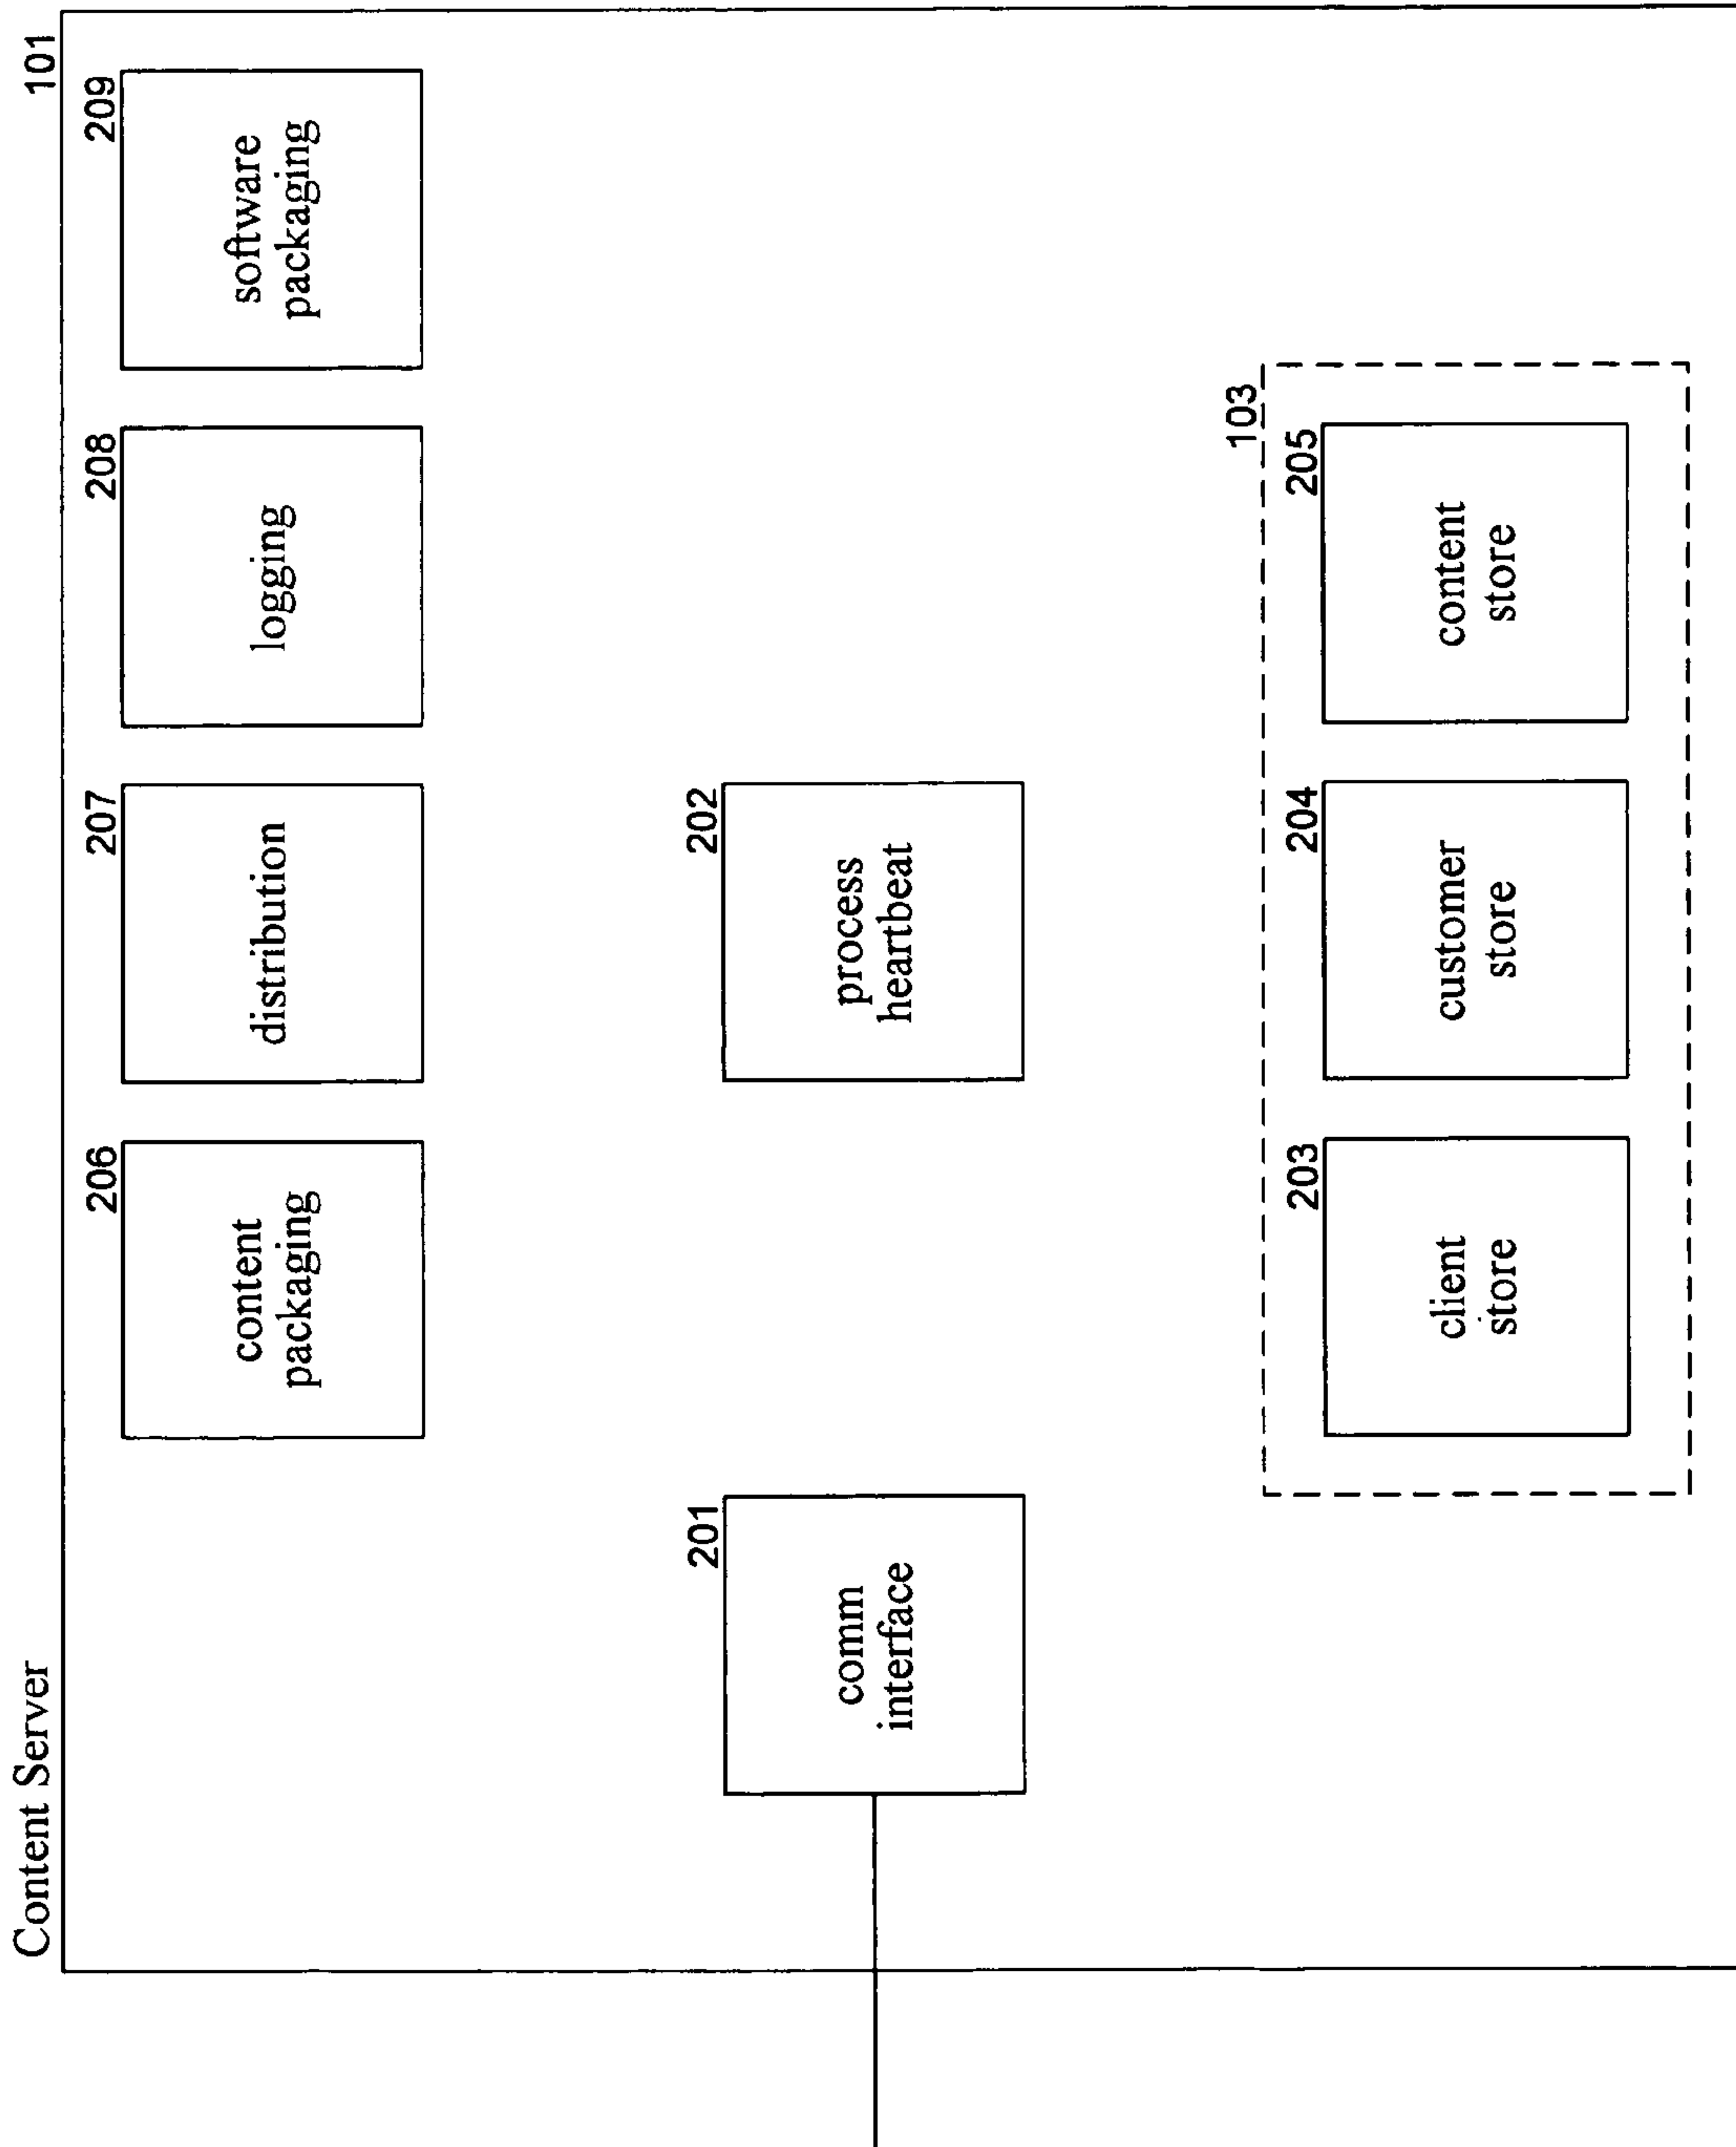 Content Server
101
206
content
packaging
207
distribution
208
logging
209
software
packaging
201
comm
interface
202
process
heartbeat
103
203
client
store
204
customer
store
205
content
store